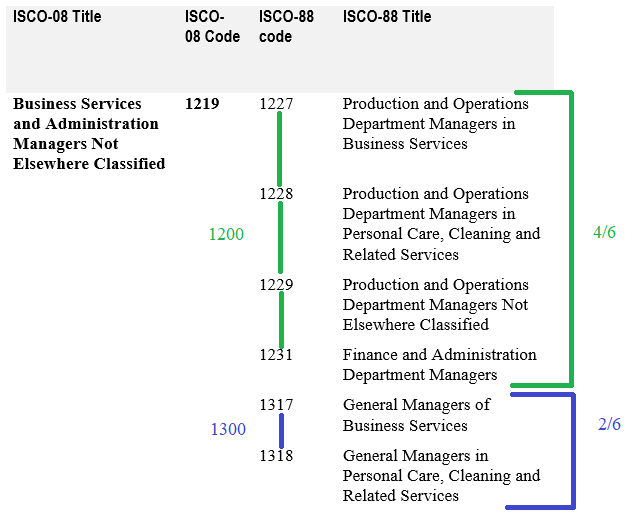 ISCO-08 Title ISCO-08 Code ISCO-88 code ISCO-88 Title
Business Services 1219 1227 Production and Operations
and Administration Department Managers in
Managers Not Business Services
Elsewhere Classified
1228 Production and Operations
Department Managers in
1200 Personal Care, Cleaning and 4/6
Related Services
1229 Production and Operations
Department Managers Not
Elsewhere Classified
1231 Finance and Administration
Department Managers
1317 General Managers of
1300 Business Services 2/6
1318 General Managers in
Personal Care, Cleaning and
Related Services